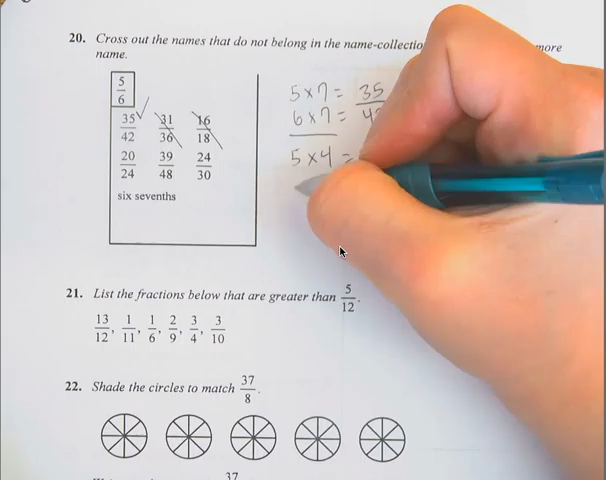 20. Cross out the names that do not belong in the name-collectio more
name.
5/6
35/42 31/36 16/18
20/24 39/48 24/30
six sevenths
5 × 7 = 35
6 × 7 = 4
5 × 4 =
21. List the fractions below that are greater than 5/12.
13/12, 1/11, 1/6, 2/9, 3/4, 3/10
22. Shade the circles to match 37/8.
37